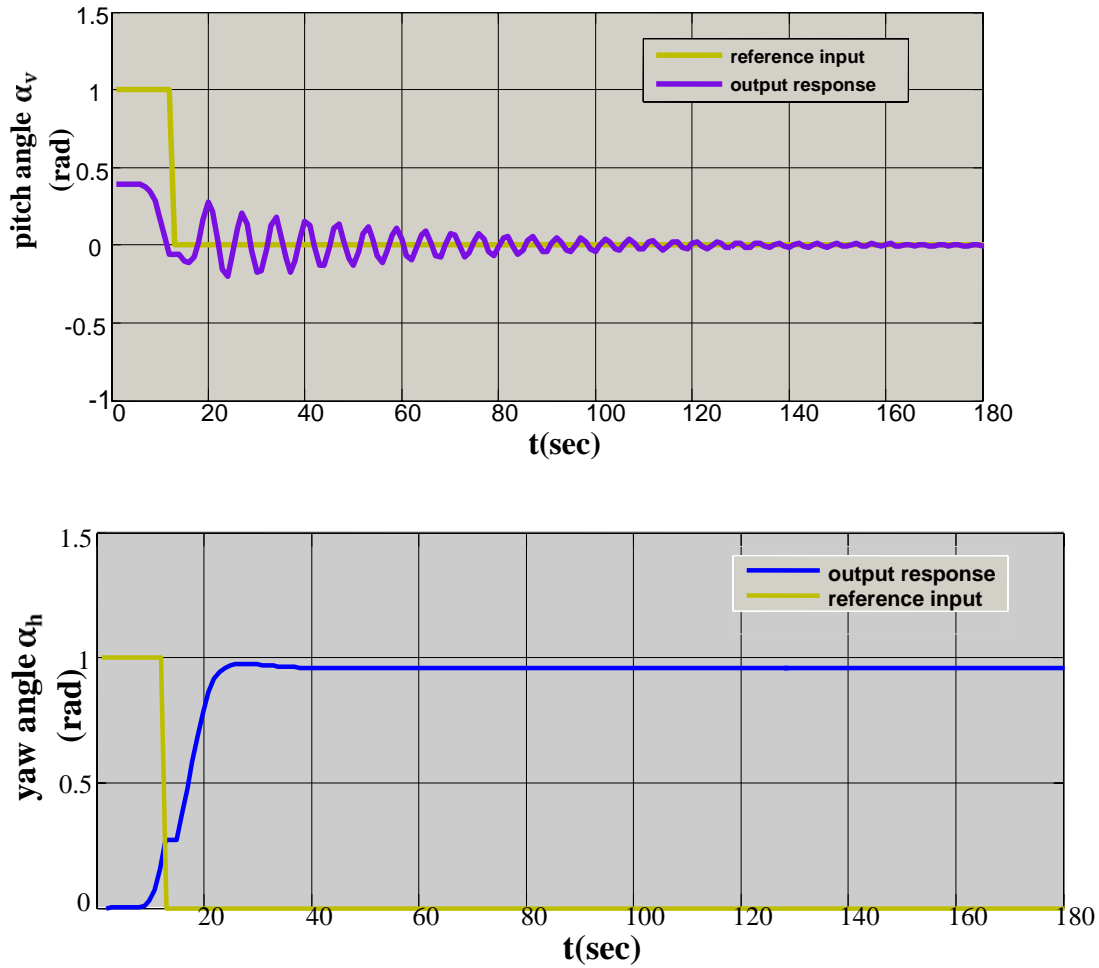 1.5
1
0.5
0
-0.5
-1
pitch angle αv
(rad)
reference input
output response
0 20 40 60 80 100 120 140 160 180
t(sec)
1.5
1
0.5
0
yaw angle αh
(rad)
output response
reference input
20 40 60 80 100 120 140 160 180
t(sec)